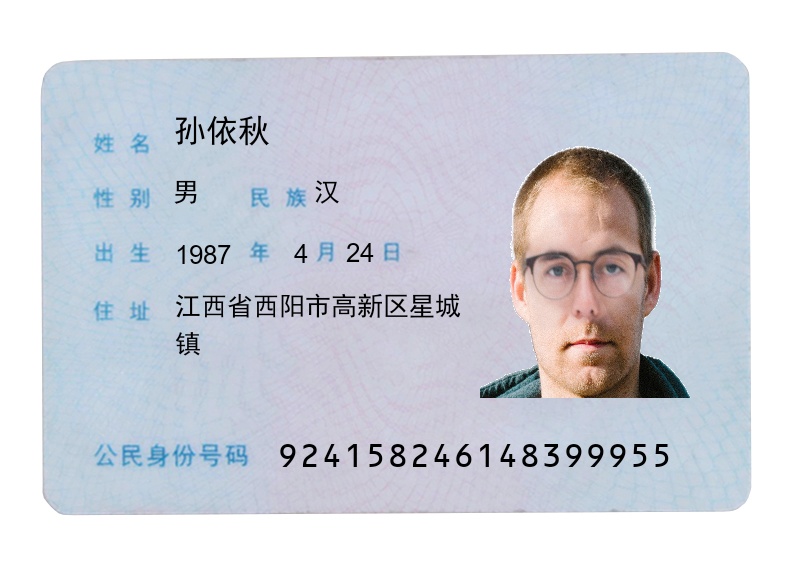 姓名 孙依秋
性别 男 民族 汉
出生 1987 年 4 月 24 日
住址 江西省酉阳市高新区星城
镇
公民身份号码 924158246148399955